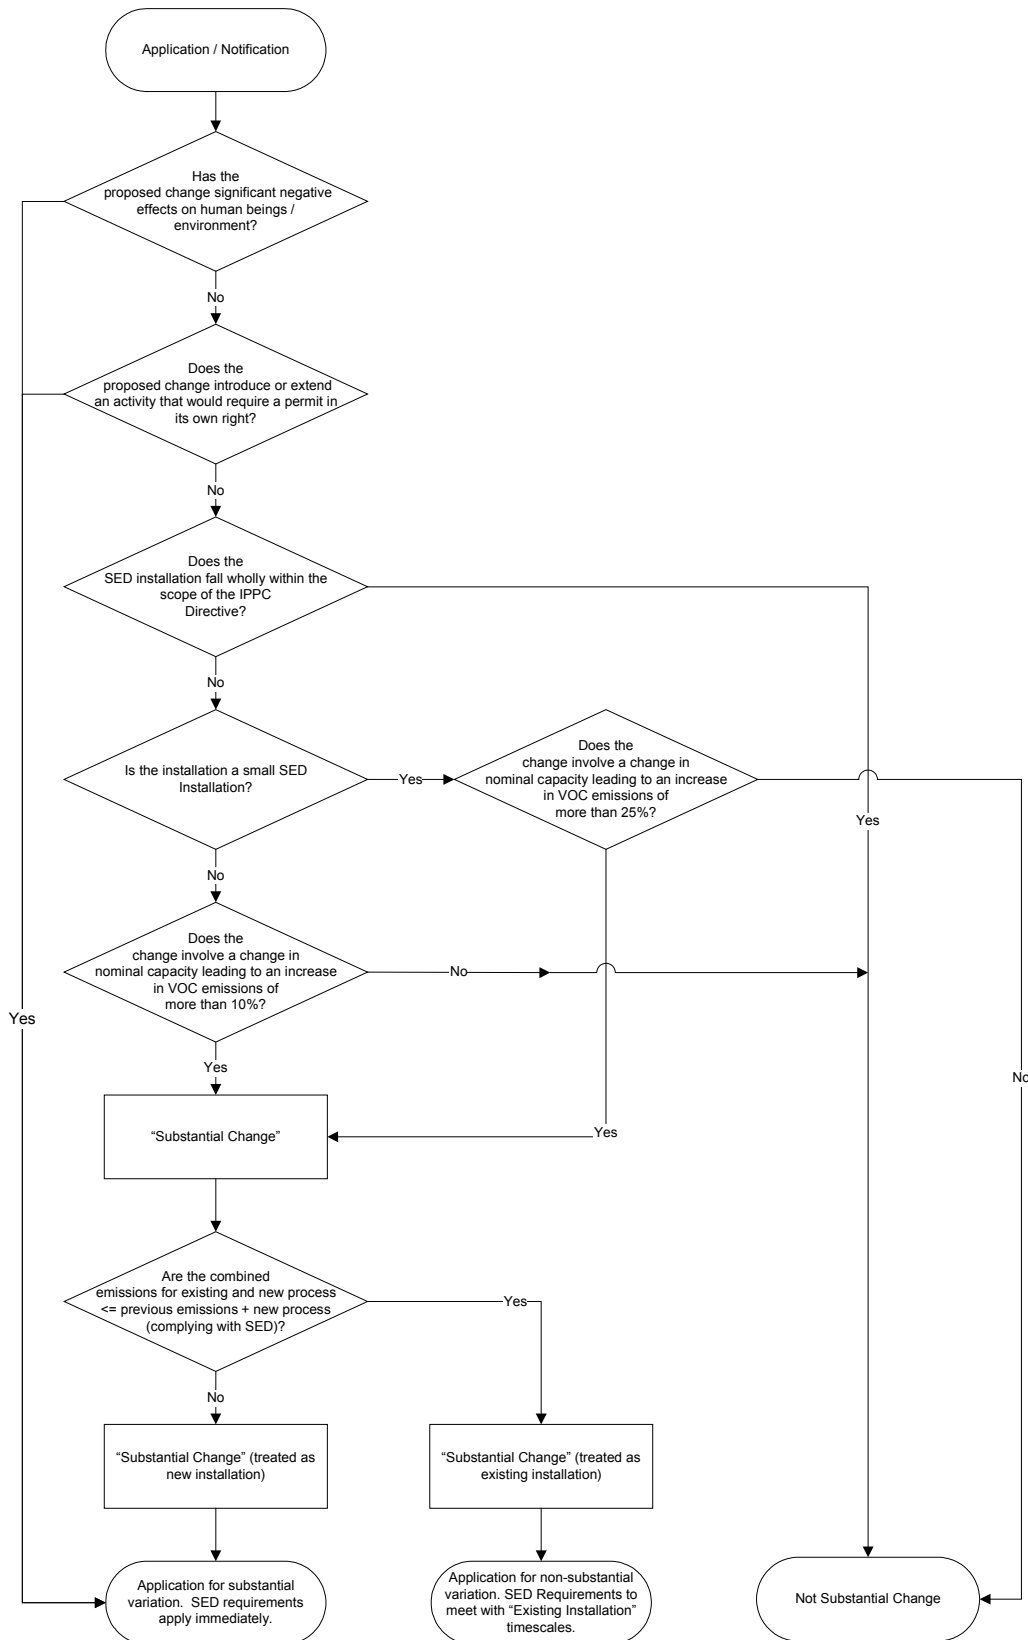 Application / Notification
Has the
proposed change significant negative
effects on human beings /
environment?
No
Does the
proposed change introduce or extend
an activity that would require a permit in
its own right?
No
Does the
SED installation fall wholly within the
scope of the IPPC
Directive?
No
Is the installation a small SED
Installation?
Yes
Does the
change involve a change in
nominal capacity leading to an increase
in VOC emissions of
more than 25%?
Yes
No
Does the
change involve a change in
nominal capacity leading to an increase
in VOC emissions of
more than 10%?
No
Yes
Yes
No
"Substantial Change"
Yes
Are the combined
emissions for existing and new process
<= previous emissions + new process
(complying with SED)?
Yes
No
"Substantial Change" (treated as
new installation)
"Substantial Change" (treated as
existing installation)
Application for substantial
variation. SED requirements
apply immediately.
Application for non-substantial
variation. SED Requirements to
meet with "Existing Installation"
timescales.
Not Substantial Change